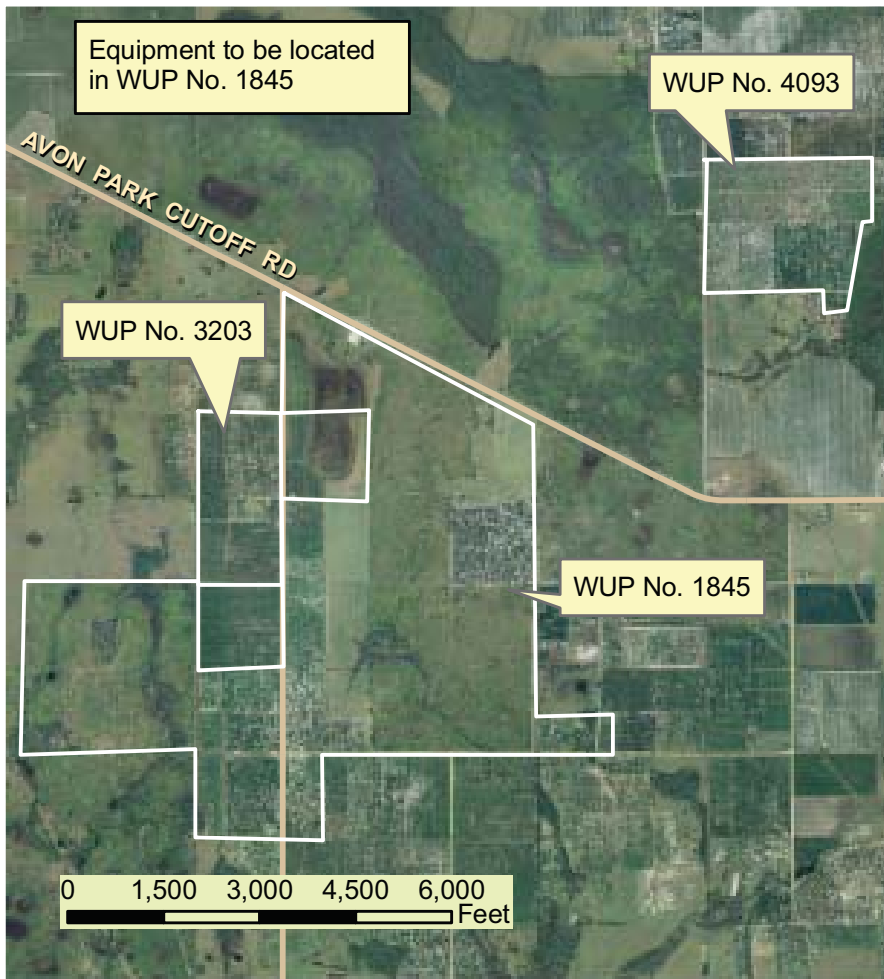 Equipment to be located
in WUP No. 1845
WUP No. 4093
AVON PARK CUTOFF RD
WUP No. 3203
WUP No. 1845
0 1,500 3,000 4,500 6,000
Feet